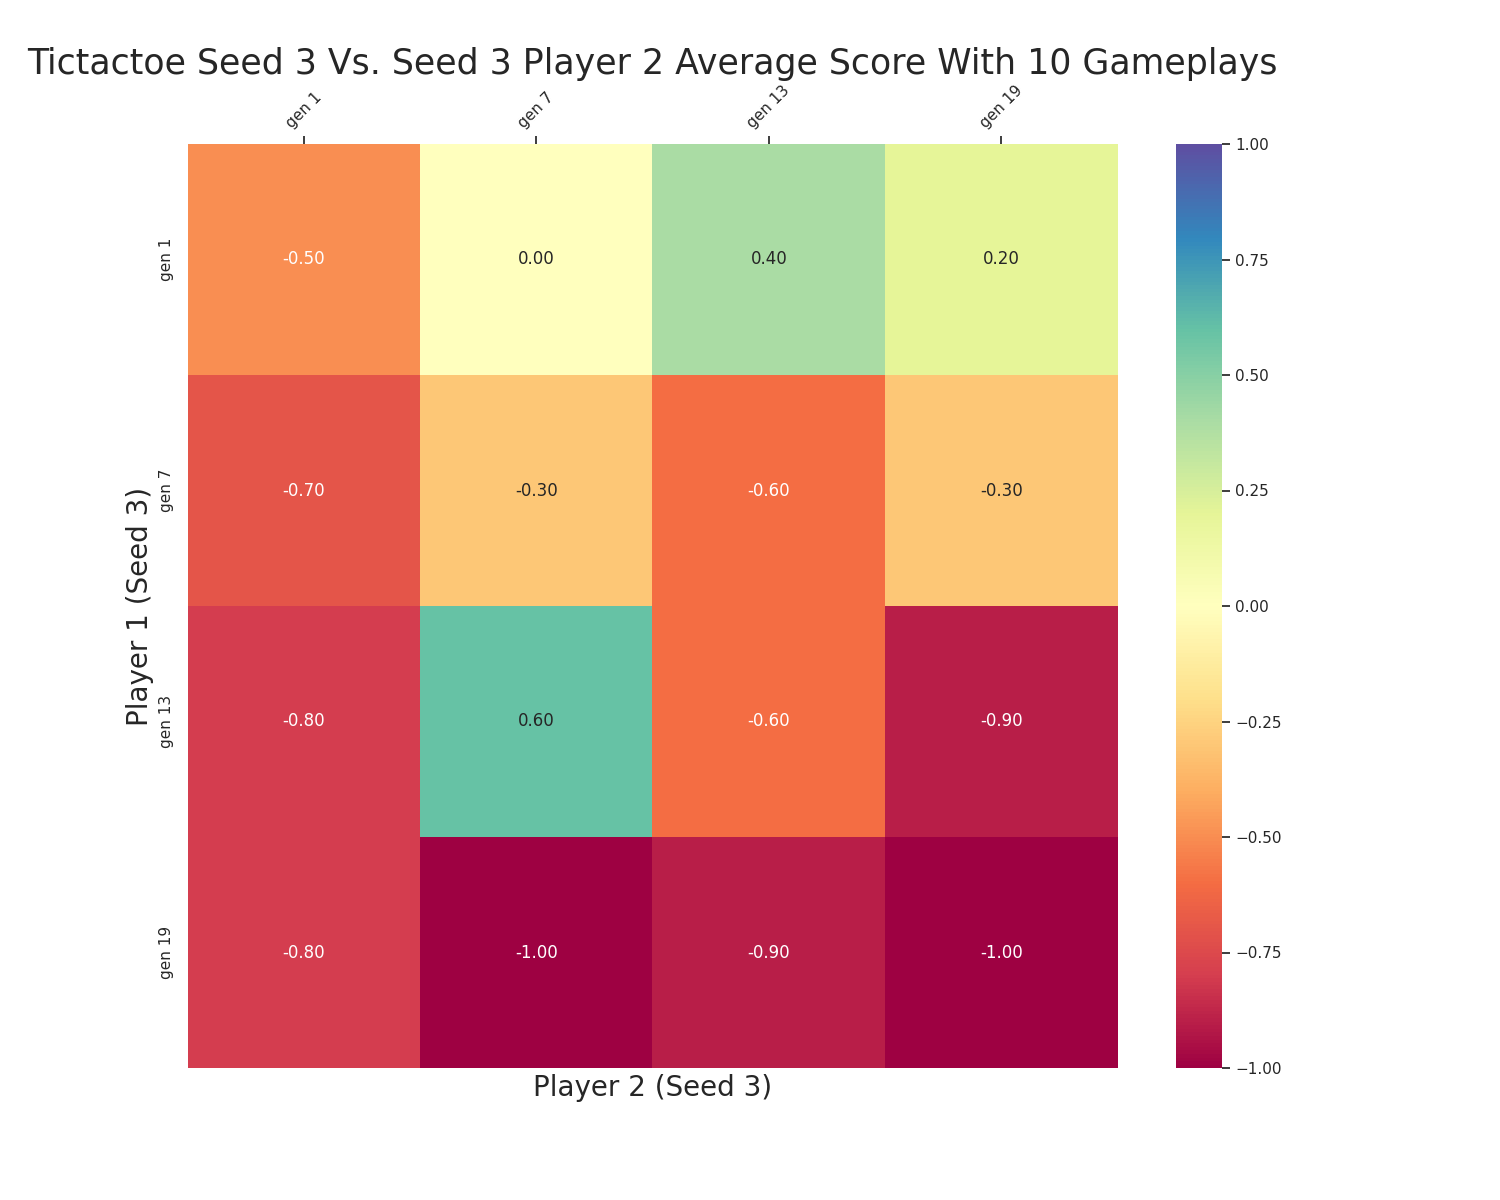 Tictactoe Seed 3 Vs. Seed 3 Player 2 Average Score With 10 Gameplays
gen 1
gen 7
gen 13
gen 19
Player 1 (Seed 3)
gen 1
-0.50
0.00
0.40
0.20
gen 7
-0.70
-0.30
-0.60
-0.30
gen 13
-0.80
0.60
-0.60
-0.90
gen 19
-0.80
-1.00
-0.90
-1.00
Player 2 (Seed 3)
1.00
0.75
0.50
0.25
0.00
−0.25
−0.50
−0.75
−1.00